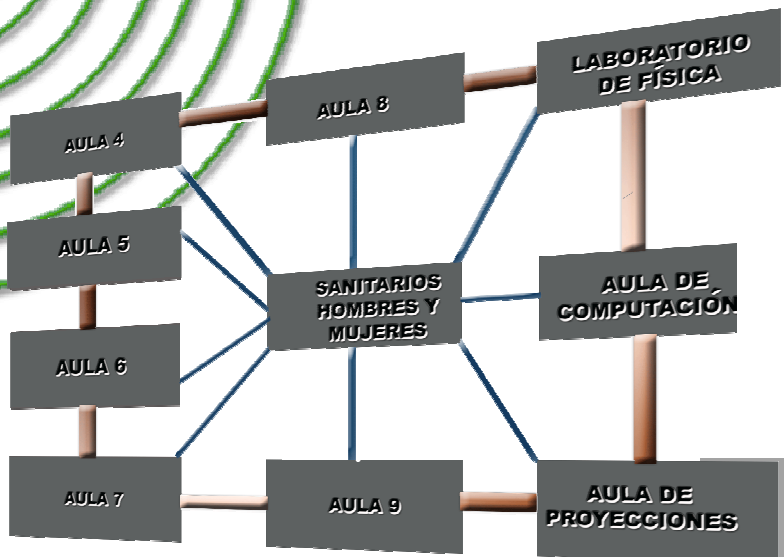 LABORATORIO
DE FÍSICA
AULA 8
AULA 4
AULA 5
SANITARIOS
HOMBRES Y
MUJERES
AULA DE
COMPUTACIÓN
AULA 6
AULA 7
AULA 9
AULA DE
PROYECCIONES